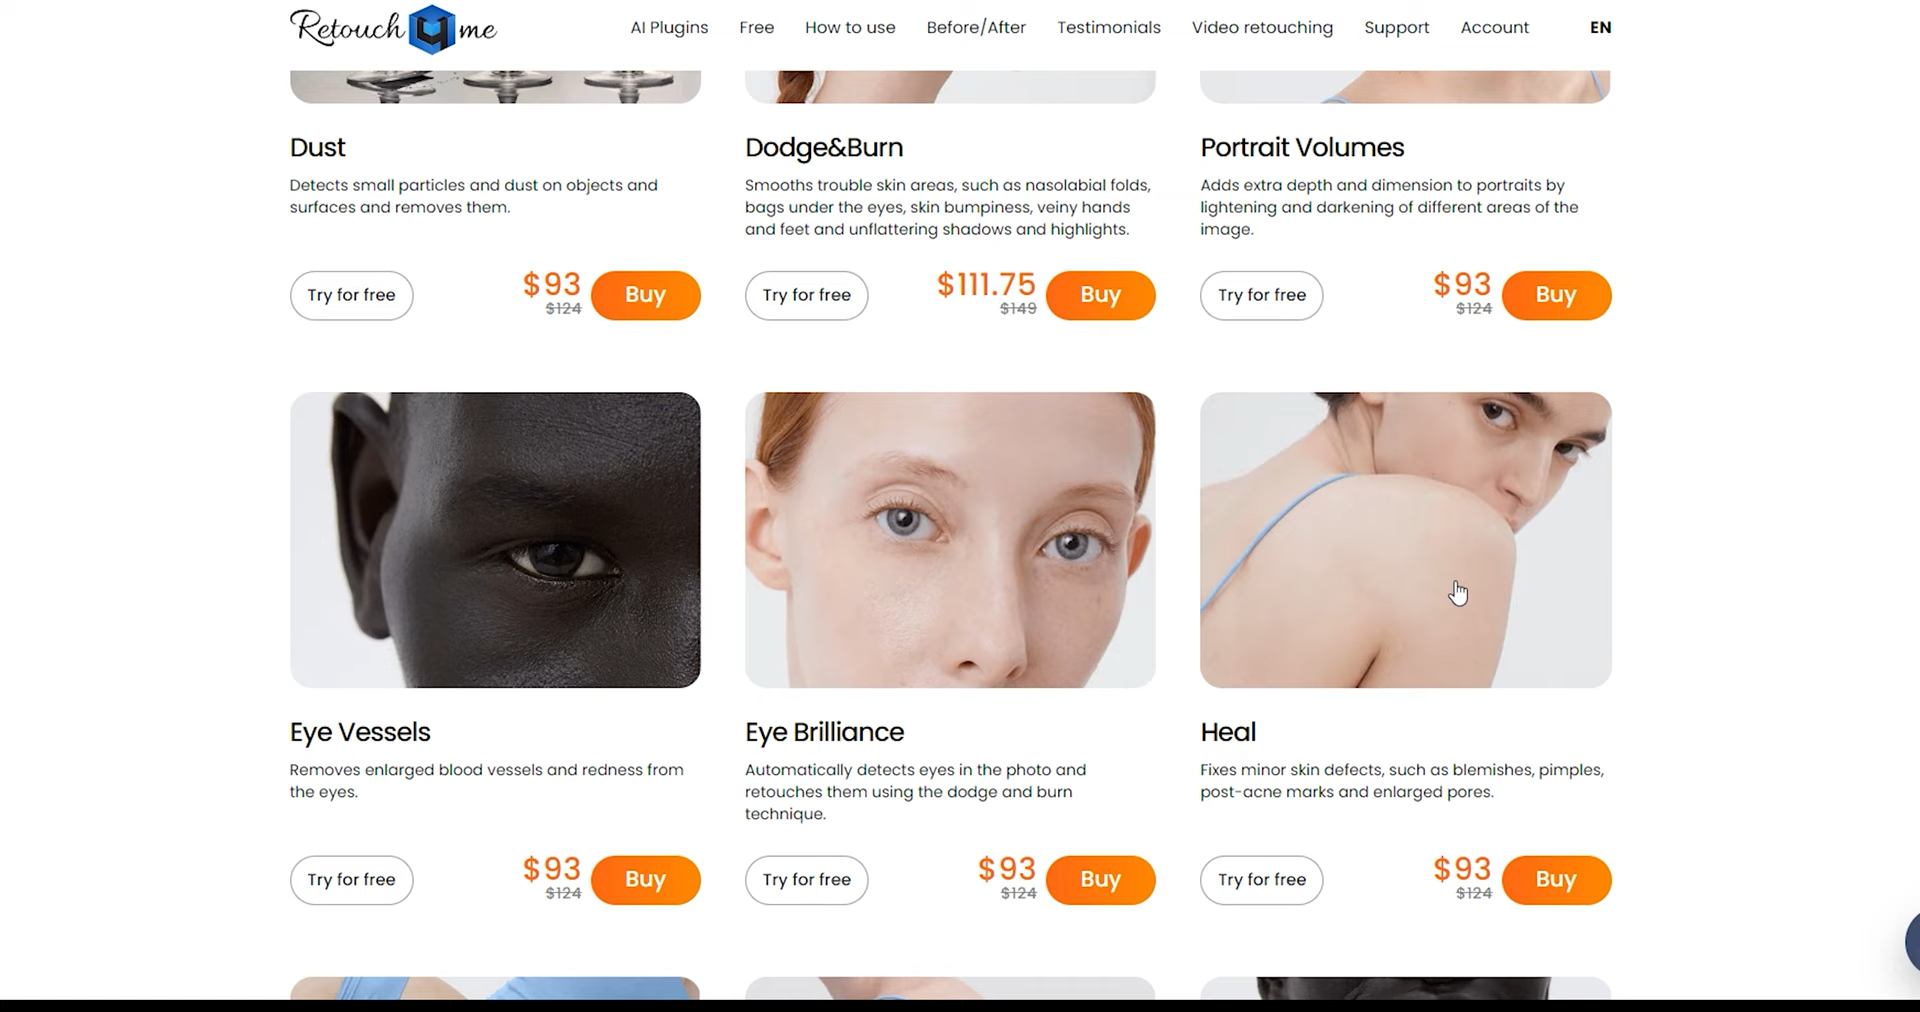 Retouch4me
AI Plugins
Free
How to use
Before/After
Testimonials
Video retouching
Support
Account
EN
Dust
Detects small particles and dust on objects and
surfaces and removes them.
Try for free
$93
$124
Buy
Dodge&Burn
Smooths trouble skin areas, such as nasolabial folds,
bags under the eyes, skin bumpiness, veiny hands
and feet and unflattering shadows and highlights.
Try for free
$111.75
$149
Buy
Portrait Volumes
Adds extra depth and dimension to portraits by
lightening and darkening of different areas of the
image.
Try for free
$93
$124
Buy
Eye Vessels
Removes enlarged blood vessels and redness from
the eyes.
Try for free
$93
$124
Buy
Eye Brilliance
Automatically detects eyes in the photo and
retouches them using the dodge and burn
technique.
Try for free
$93
$124
Buy
Heal
Fixes minor skin defects, such as blemishes, pimples,
post-acne marks and enlarged pores.
Try for free
$93
$124
Buy